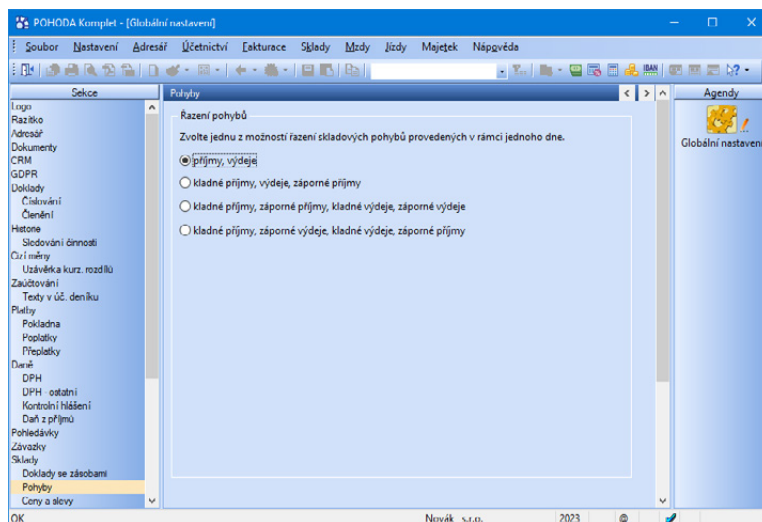 POHODA Komplet - [Globální nastavení]
Soubor Nastavení Adresář Účetnictví Fakturace Sklady Mzdy Jízdy Majetek Nápověda
IBAN
Sekce
Logo
Razítko
Adresář
Dokumenty
CRM
GDPR
Doklady
Číslování
Členění
Historie
Sledování činnosti
Cizí měny
Uzávěrka kurz. rozdílů
Zaúčtování
Texty v úč. deníku
Platby
Pokladna
Poplatky
Přeplatky
Daně
DPH
DPH - ostatní
Kontrolní hlášení
Daň z příjmů
Pohledávky
Závazky
Sklady
Doklady se zásobami
Pohyby
Ceny a slevy
Pohyby
Řazení pohybů
Zvolte jednu z možností řazení skladových pohybů provedených v rámci jednoho dne.
příjmy, výdeje
kladné příjmy, výdeje, záporné příjmy
kladné příjmy, záporné příjmy, kladné výdeje, záporné výdeje
kladné příjmy, záporné výdeje, kladné výdeje, záporné příjmy
Agendy
Globální nastavení
OK Novák s.r.o. 2023 @